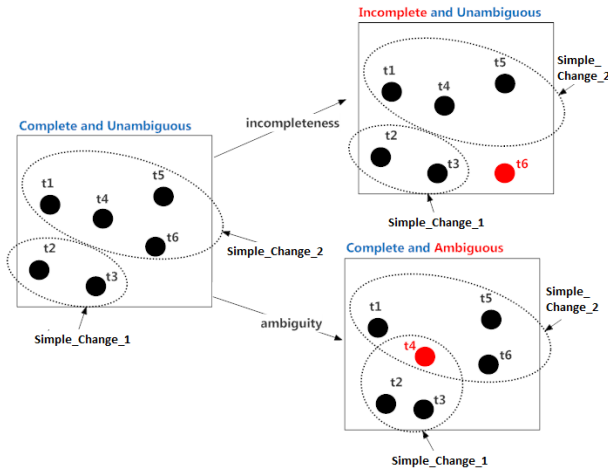 Incomplete and Unambiguous
t1
t4
t5
Simple_
Change_2
t2
t3
t6
Simple_Change_1
incompleteness
Complete and Unambiguous
t1
t4
t5
t6
t2
t3
Simple_Change_2
Simple_Change_1
ambiguity
Complete and Ambiguous
t1
t5
Simple_
Change_2
t4
t6
t2
t3
Simple_Change_1